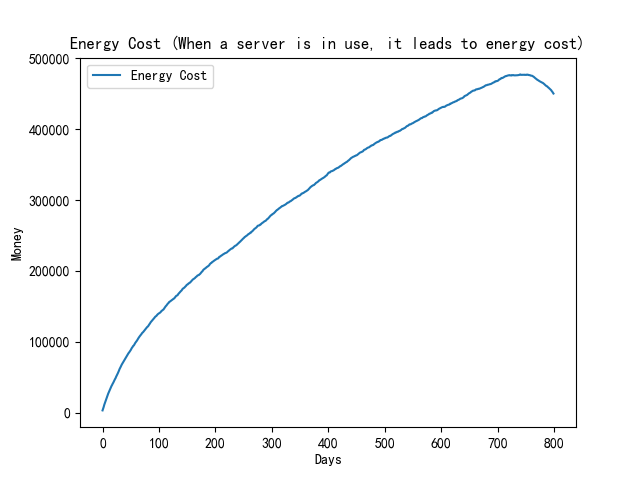 Energy Cost (When a server is in use, it leads to energy cost)
Energy Cost
500000
400000
300000
200000
100000
0
Money
0 100 200 300 400 500 600 700 800
Days